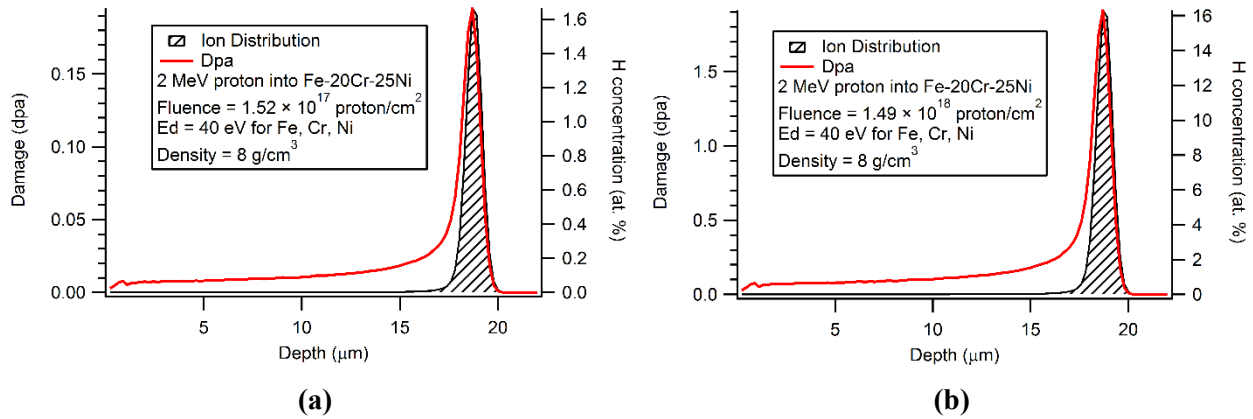 Damage (dpa)
0.15
0.10
0.05
0.00
Ion Distribution
Dpa
2 MeV proton into Fe-20Cr-25Ni
Fluence = 1.52 × 10^17 proton/cm^2
Ed = 40 eV for Fe, Cr, Ni
Density = 8 g/cm^3
1.6
1.4
1.2
1.0
0.8
0.6
0.4
0.2
0.0
H concentration (at. %)
5
10
15
20
Depth (μm)
(a)
Damage (dpa)
1.5
1.0
0.5
0.0
Ion Distribution
Dpa
2 MeV proton into Fe-20Cr-25Ni
Fluence = 1.49 × 10^18 proton/cm^2
Ed = 40 eV for Fe, Cr, Ni
Density = 8 g/cm^3
16
14
12
10
8
6
4
2
0
H concentration (at. %)
5
10
15
20
Depth (μm)
(b)